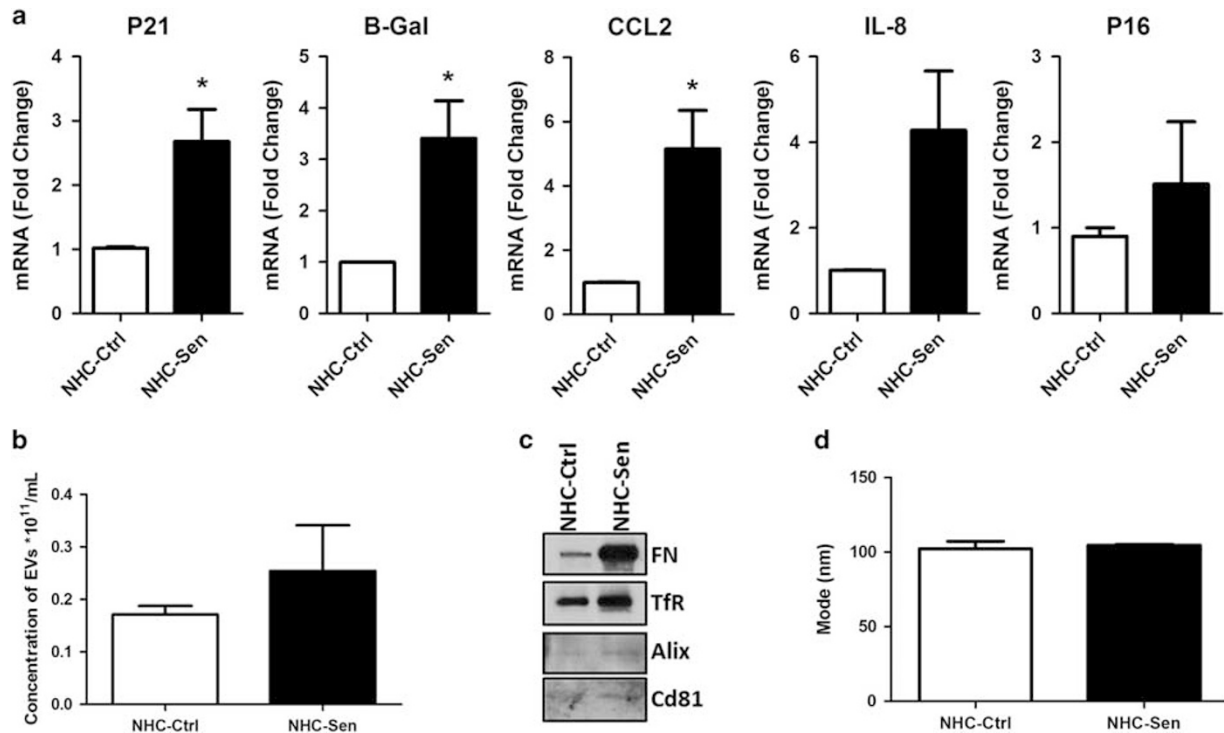 a
P21
mRNA (Fold Change)
4
3
2
1
0
*
NHC-Ctrl
NHC-Sen
B-Gal
mRNA (Fold Change)
5
4
3
2
1
0
*
NHC-Ctrl
NHC-Sen
CCL2
mRNA (Fold Change)
8
6
4
2
0
*
NHC-Ctrl
NHC-Sen
IL-8
mRNA (Fold Change)
6
4
2
0
NHC-Ctrl
NHC-Sen
P16
mRNA (Fold Change)
3
2
1
0
NHC-Ctrl
NHC-Sen
b
Concentration of EVs *10¹¹/mL
0.4
0.3
0.2
0.1
0.0
NHC-Ctrl
NHC-Sen
c
NHC-Ctrl
NHC-Sen
FN
TfR
Alix
Cd81
d
Mode (nm)
150
100
50
0
NHC-Ctrl
NHC-Sen